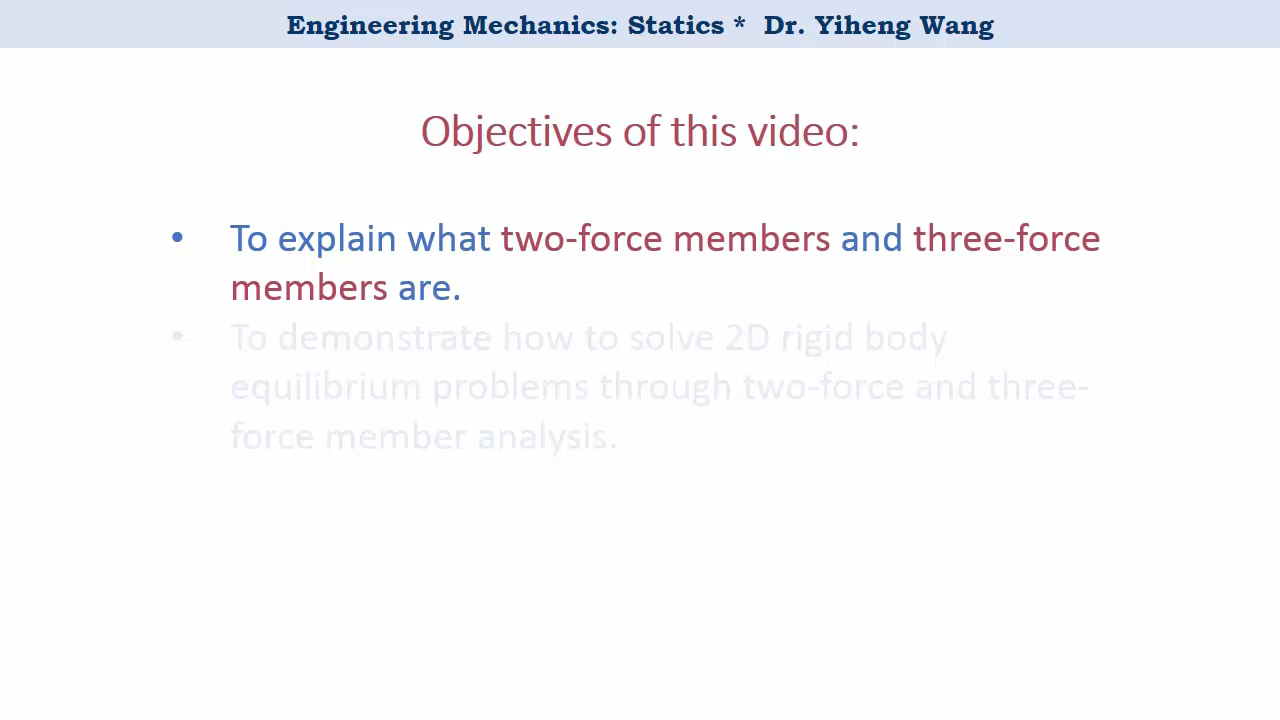 Engineering Mechanics: Statics * Dr. Yiheng Wang
Objectives of this video:
• To explain what two-force members and three-force
members are.
• To demonstrate how to solve 2D rigid body
equilibrium problems through two-force and three-
force member analysis.